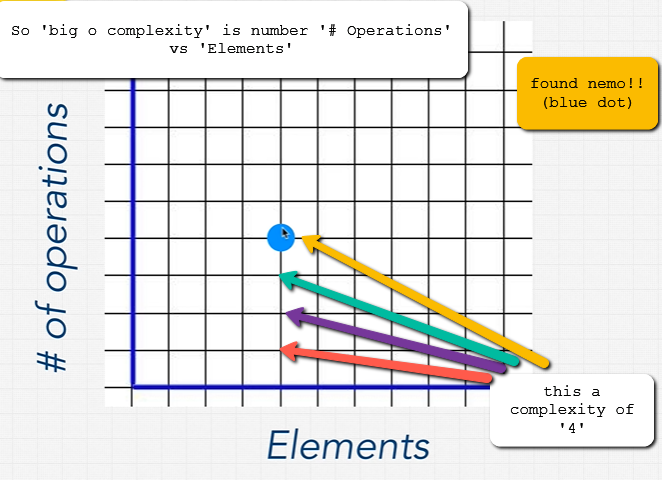 So 'big o complexity' is number '# Operations'
vs 'Elements'
found nemo!!
(blue dot)
# of operations
this a
complexity of
'4'
Elements